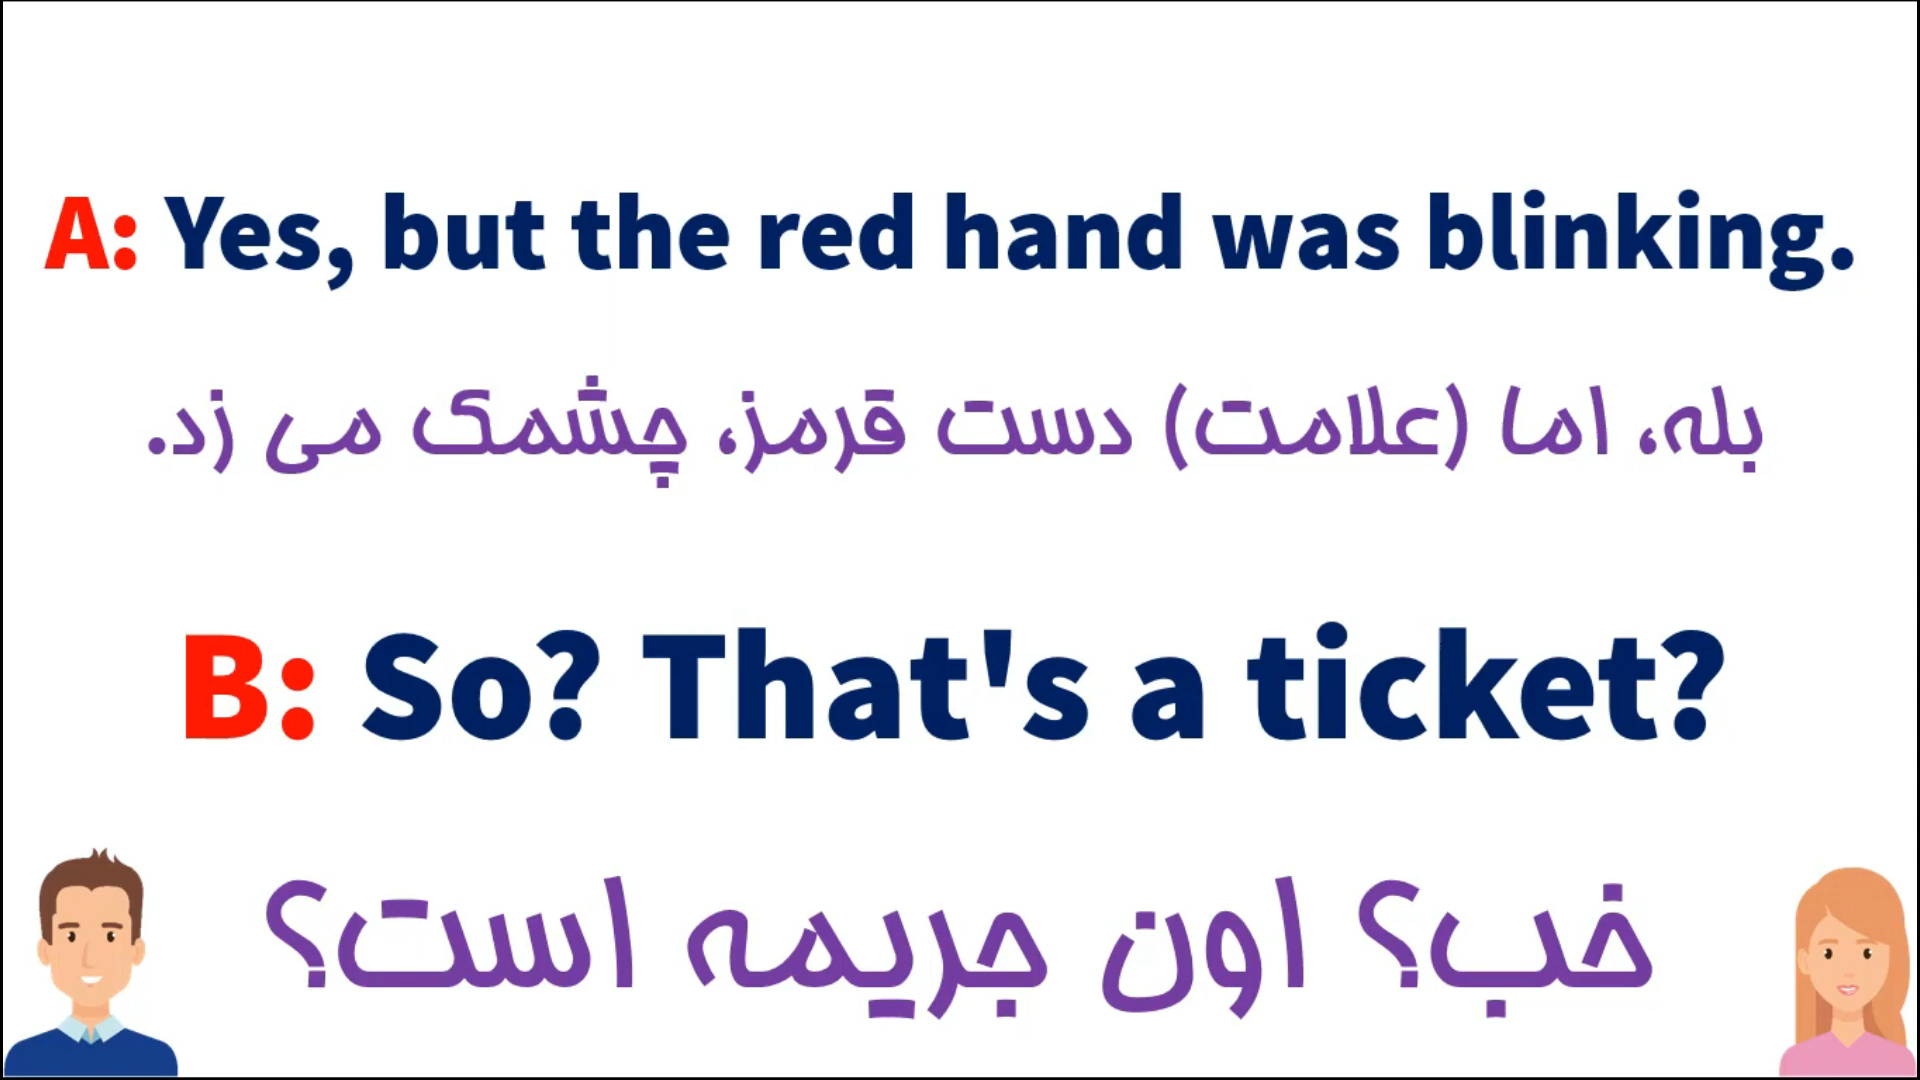 A: Yes, but the red hand was blinking.
بله، اما (علامت) دست قرمز، چشمک می زد.
B: So? That's a ticket?
خب؟ اون جریمه است؟